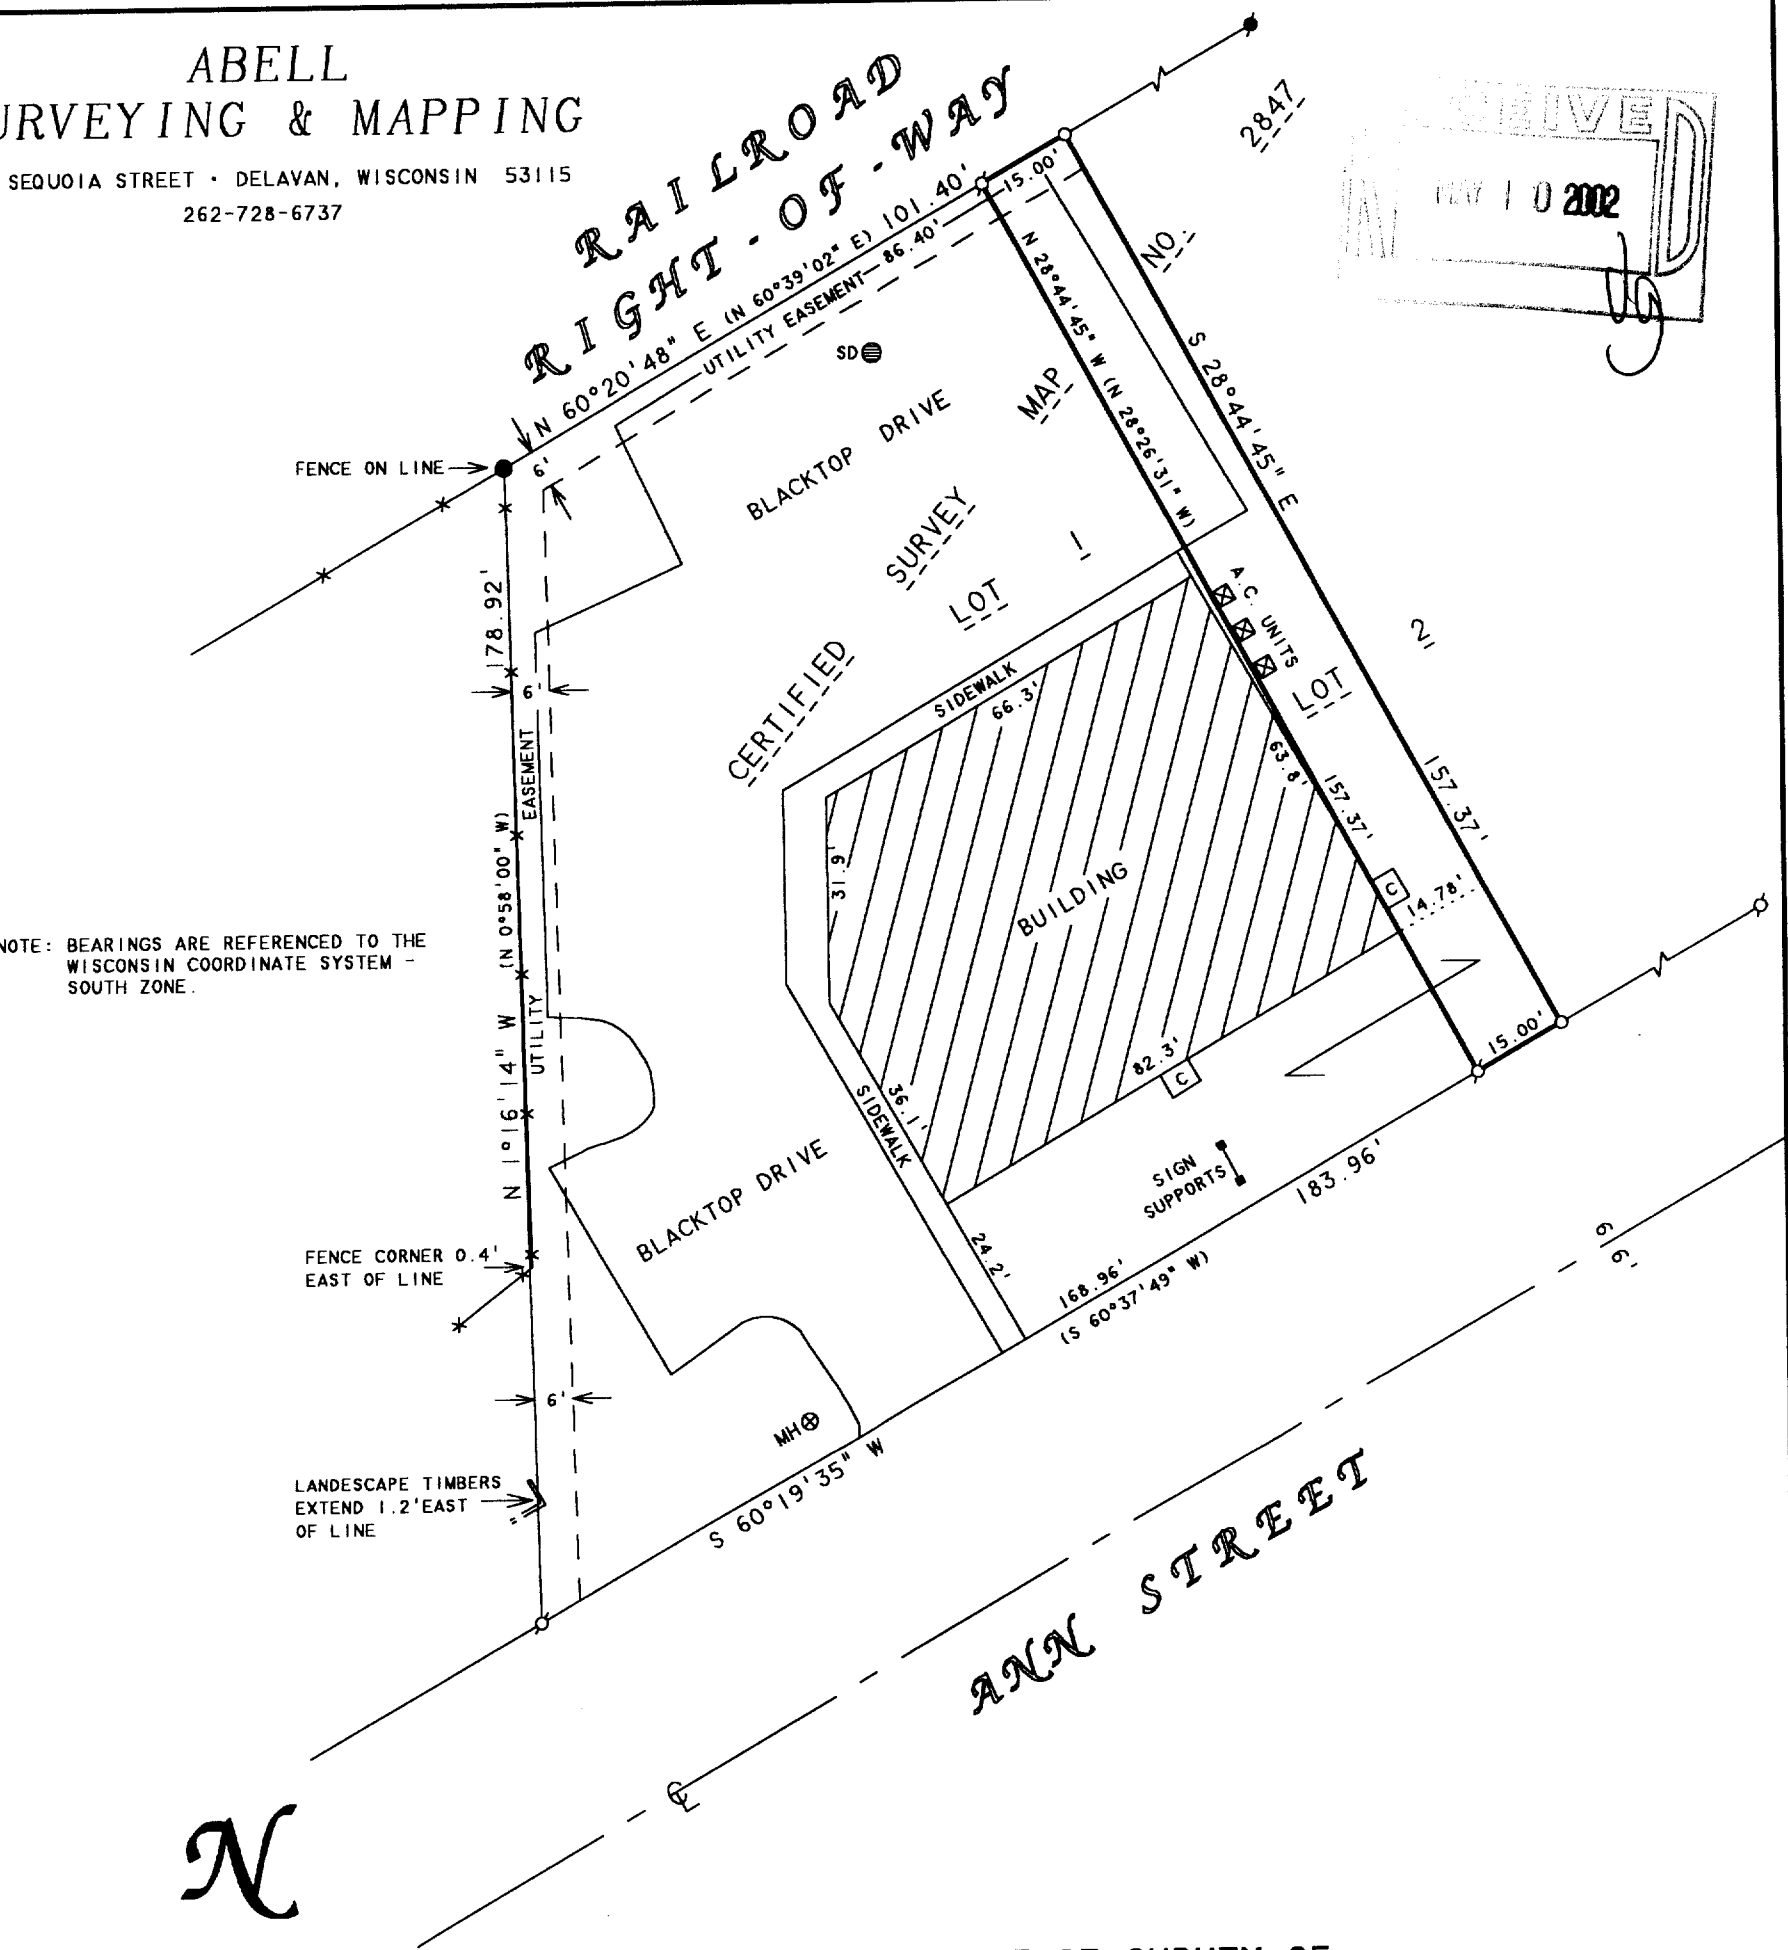 ABELL
URVEYING & MAPPING
SEQUOIA STREET · DELAVAN, WISCONSIN 53115
262-728-6737
RAILROAD
RIGHT-OF-WAY
2002
N 60°20'48" E (N 60°39'02" E) 101.40'
UTILITY EASEMENT
86.40'
15.00'
FENCE ON LINE
6'
SD
BLACKTOP DRIVE
CERTIFIED
SURVEY
MAP
NO.
2847
LOT
1
N 28°44'45" W (N 28°26'31" W)
S 28°44'45" E
157.37'
157.37'
A.C. UNITS
LOT
2
178.92'
6'
EASEMENT
UTILITY
N 1°16'14" W (N 0°58'00" W)
SIDEWALK
66.3'
63.8'
31.9'
BUILDING
C
14.78'
NOTE: BEARINGS ARE REFERENCED TO THE
WISCONSIN COORDINATE SYSTEM -
SOUTH ZONE.
82.3'
C
36.1'
SIDEWALK
15.00'
BLACKTOP DRIVE
SIGN
SUPPORTS
183.96'
24.2'
168.96'
(S 60°37'49" W)
66'
FENCE CORNER 0.4'
EAST OF LINE
6'
MH
S 60°19'35" W
LANDESCAPE TIMBERS
EXTEND 1.2'EAST
OF LINE
ANN STREET
N